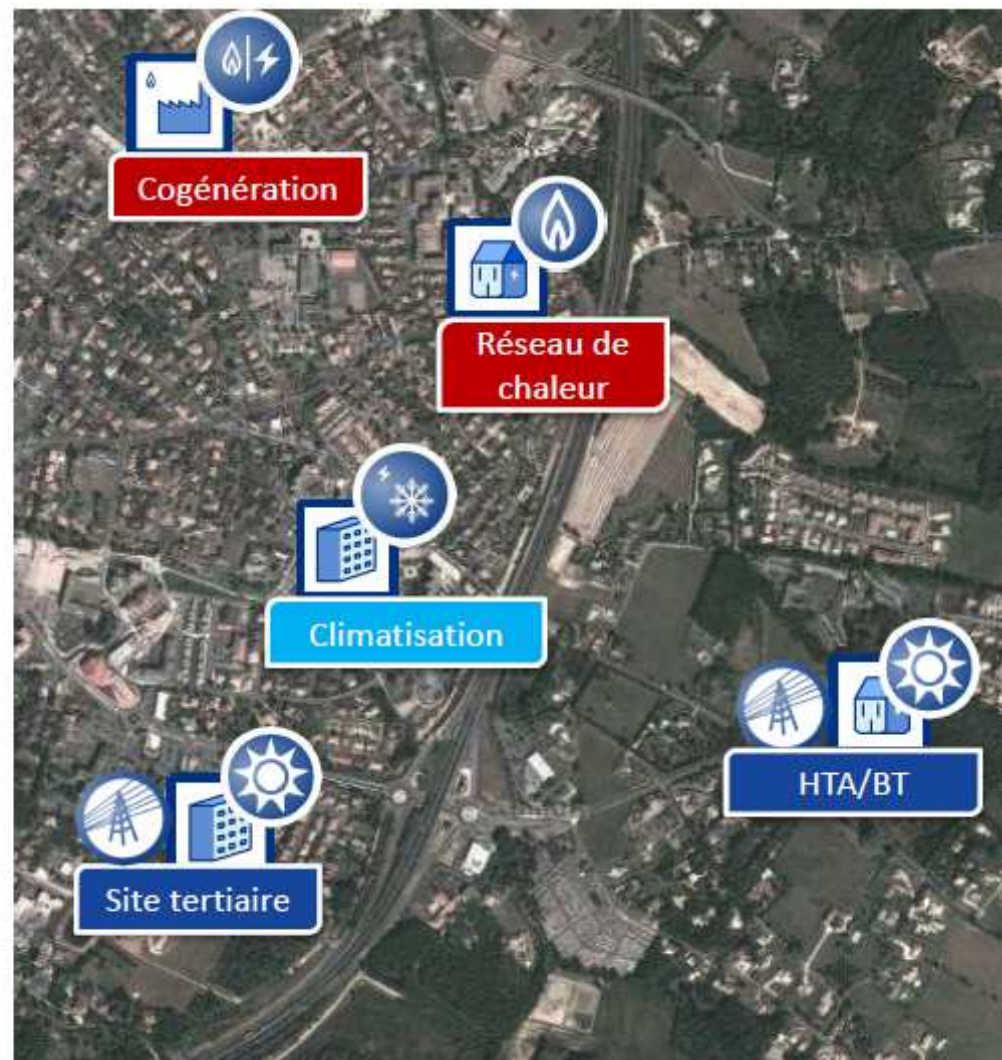 Cogénération
Réseau de
chaleur
Climatisation
HTA/BT
Site tertiaire